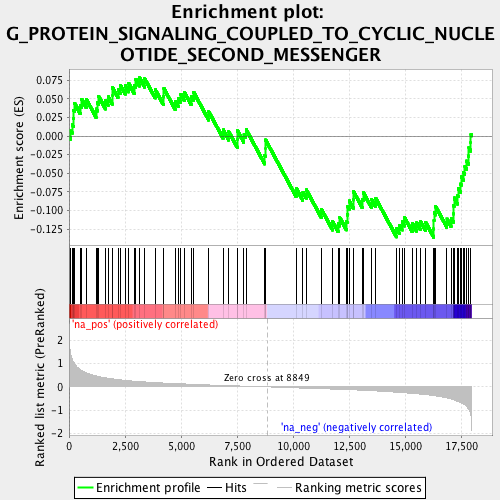 Enrichment plot:
G_PROTEIN_SIGNALING_COUPLED_TO_CYCLIC_NUCLE
OTIDE_SECOND_MESSENGER
Enrichment score (ES)
0.075
0.050
0.025
0.000
-0.025
-0.050
-0.075
-0.100
-0.125
'na_pos' (positively correlated)
Ranked list metric (PreRanked)
2
1
0
-1
-2
Zero cross at 8849
'na_neg' (negatively correlated)
0
2,500
5,000
7,500
10,000
12,500
15,000
17,500
Rank in Ordered Dataset
Enrichment profile
Hits
Ranking metric scores